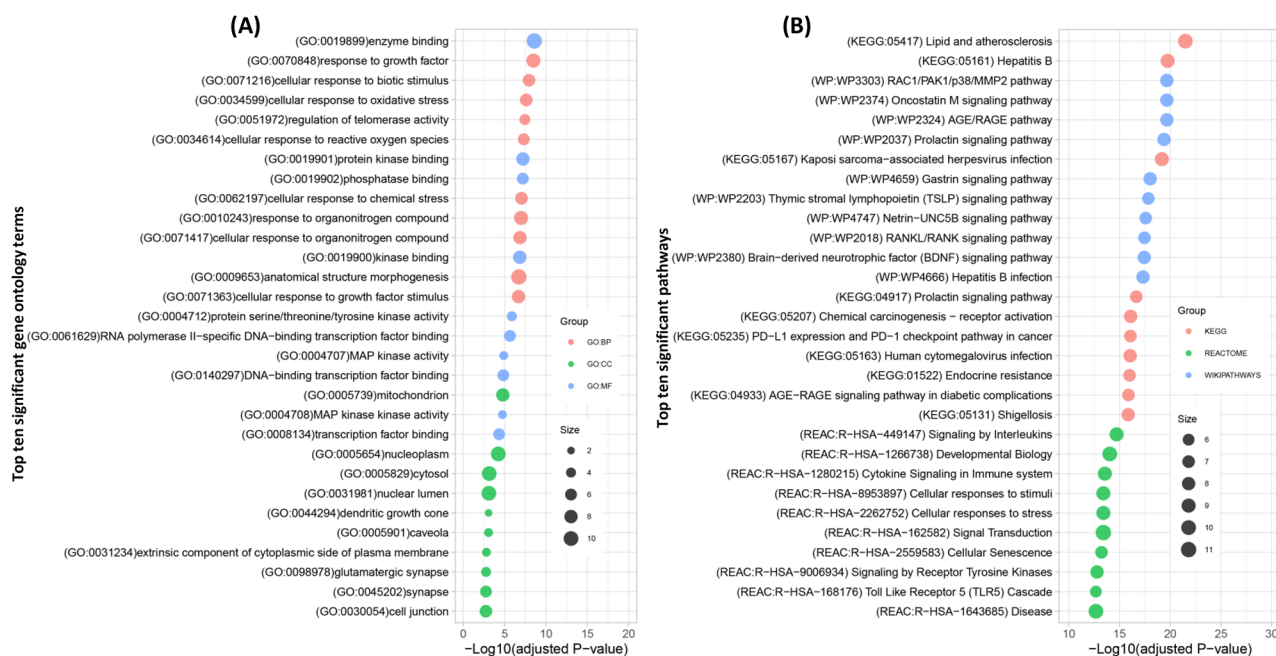 (A)
Top ten significant gene ontology terms
(GO:0019899)enzyme binding
(GO:0070848)response to growth factor
(GO:0071216)cellular response to biotic stimulus
(GO:0034599)cellular response to oxidative stress
(GO:0051972)regulation of telomerase activity
(GO:0034614)cellular response to reactive oxygen species
(GO:0019901)protein kinase binding
(GO:0019902)phosphatase binding
(GO:0062197)cellular response to chemical stress
(GO:0010243)response to organonitrogen compound
(GO:0071417)cellular response to organonitrogen compound
(GO:0019900)kinase binding
(GO:0009653)anatomical structure morphogenesis
(GO:0071363)cellular response to growth factor stimulus
(GO:0004712)protein serine/threonine/tyrosine kinase activity
(GO:0061629)RNA polymerase II−specific DNA−binding transcription factor binding
(GO:0004707)MAP kinase activity
(GO:0140297)DNA−binding transcription factor binding
(GO:0005739)mitochondrion
(GO:0004708)MAP kinase kinase activity
(GO:0008134)transcription factor binding
(GO:0005654)nucleoplasm
(GO:0005829)cytosol
(GO:0031981)nuclear lumen
(GO:0044294)dendritic growth cone
(GO:0005901)caveola
(GO:0031234)extrinsic component of cytoplasmic side of plasma membrane
(GO:0098978)glutamatergic synapse
(GO:0045202)synapse
(GO:0030054)cell junction
0 5 10 15 20
−Log10(adjusted P−value)
Group
GO:BP
GO:CC
GO:MF
Size
2
4
6
8
10
(B)
Top ten significant pathways
(KEGG:05417) Lipid and atherosclerosis
(KEGG:05161) Hepatitis B
(WP:WP3303) RAC1/PAK1/p38/MMP2 pathway
(WP:WP2374) Oncostatin M signaling pathway
(WP:WP2324) AGE/RAGE pathway
(WP:WP2037) Prolactin signaling pathway
(KEGG:05167) Kaposi sarcoma−associated herpesvirus infection
(WP:WP4659) Gastrin signaling pathway
(WP:WP2203) Thymic stromal lymphopoietin (TSLP) signaling pathway
(WP:WP4747) Netrin−UNC5B signaling pathway
(WP:WP2018) RANKL/RANK signaling pathway
(WP:WP2380) Brain−derived neurotrophic factor (BDNF) signaling pathway
(WP:WP4666) Hepatitis B infection
(KEGG:04917) Prolactin signaling pathway
(KEGG:05207) Chemical carcinogenesis − receptor activation
(KEGG:05235) PD−L1 expression and PD−1 checkpoint pathway in cancer
(KEGG:05163) Human cytomegalovirus infection
(KEGG:01522) Endocrine resistance
(KEGG:04933) AGE−RAGE signaling pathway in diabetic complications
(KEGG:05131) Shigellosis
(REAC:R−HSA−449147) Signaling by Interleukins
(REAC:R−HSA−1266738) Developmental Biology
(REAC:R−HSA−1280215) Cytokine Signaling in Immune system
(REAC:R−HSA−8953897) Cellular responses to stimuli
(REAC:R−HSA−2262752) Cellular responses to stress
(REAC:R−HSA−162582) Signal Transduction
(REAC:R−HSA−2559583) Cellular Senescence
(REAC:R−HSA−9006934) Signaling by Receptor Tyrosine Kinases
(REAC:R−HSA−168176) Toll Like Receptor 5 (TLR5) Cascade
(REAC:R−HSA−1643685) Disease
10 15 20 25 30
−Log10(adjusted P−value)
Group
KEGG
REACTOME
WIKIPATHWAYS
Size
6
7
8
9
10
11